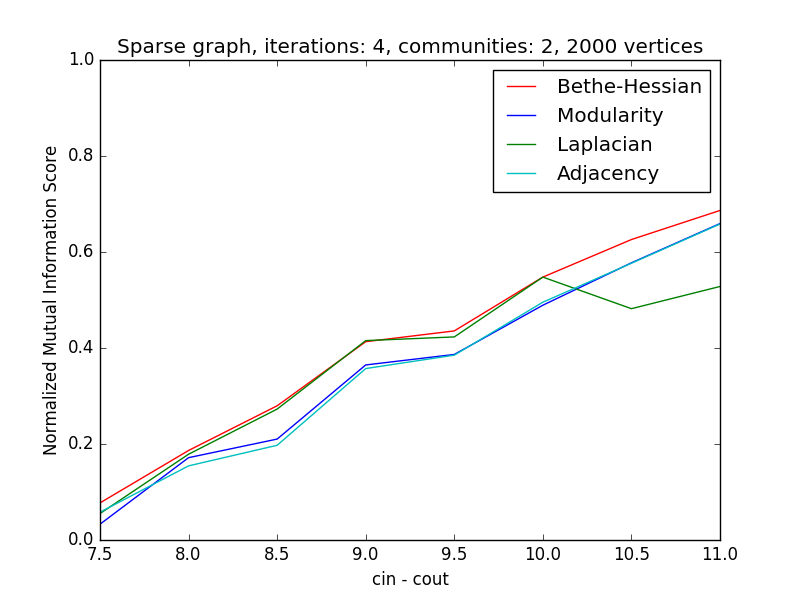 Sparse graph, iterations: 4, communities: 2, 2000 vertices
1.0
0.8
0.6
0.4
0.2
0.0
Normalized Mutual Information Score
Bethe-Hessian
Modularity
Laplacian
Adjacency
7.5 8.0 8.5 9.0 9.5 10.0 10.5 11.0
cin - cout